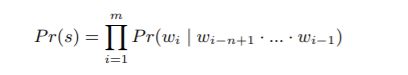 Pr(s) = ∏_{i=1}^{m} Pr(w_i | w_{i−n+1} · ... · w_{i−1})